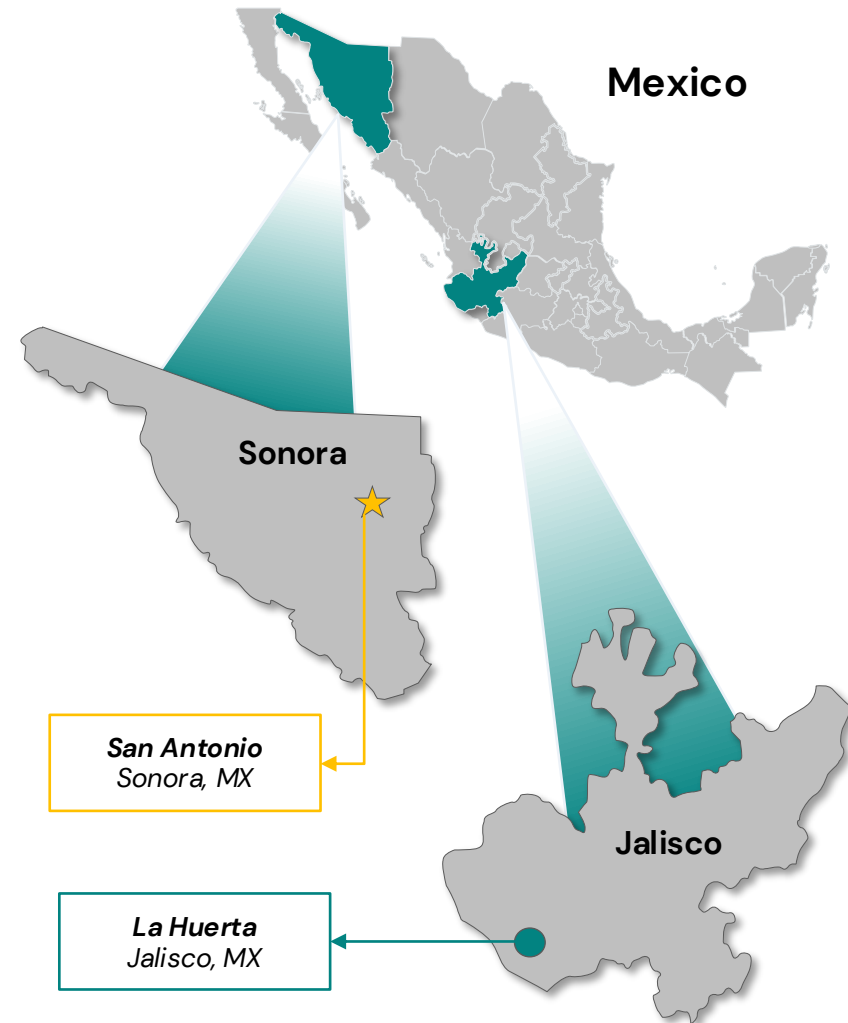 Mexico
Sonora
San Antonio
Sonora, MX
Jalisco
La Huerta
Jalisco, MX